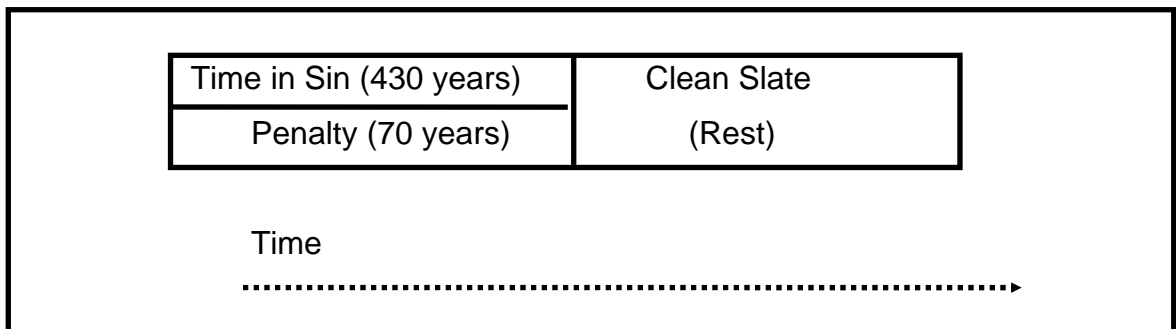 Time in Sin (430 years)
Penalty (70 years)
Clean Slate
(Rest)
Time